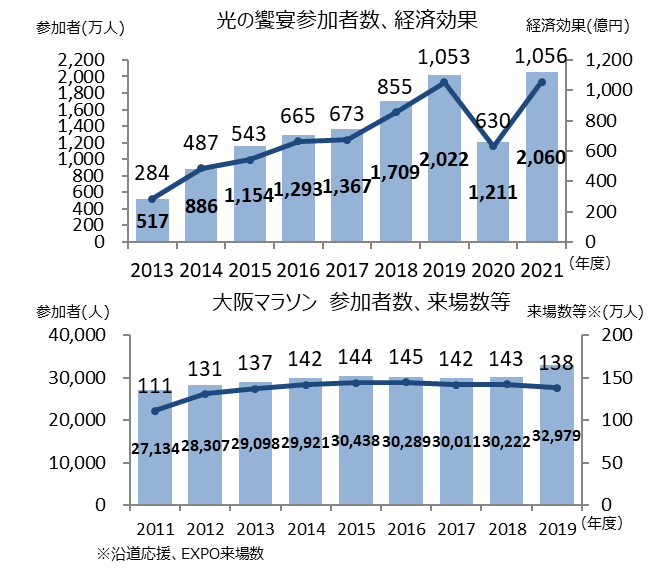 光の饗宴参加者数、経済効果
参加者(万人)
経済効果(億円)
2,200
2,000
1,800
1,600
1,400
1,200
1,000
800
600
400
200
0
1,200
1,000
800
600
400
200
0
284 487 543 665 673 855 1,053 630 1,056
517 886 1,154 1,293 1,367 1,709 2,022 1,211 2,060
2013 2014 2015 2016 2017 2018 2019 2020 2021
(年度)
大阪マラソン 参加者数、来場数等
参加者(人)
来場数等※(万人)
40,000
30,000
20,000
10,000
0
200
150
100
50
0
111 131 137 142 144 145 142 143 138
27,134 28,307 29,098 29,921 30,438 30,289 30,011 30,222 32,979
2011 2012 2013 2014 2015 2016 2017 2018 2019
(年度)
※沿道応援、EXPO来場数